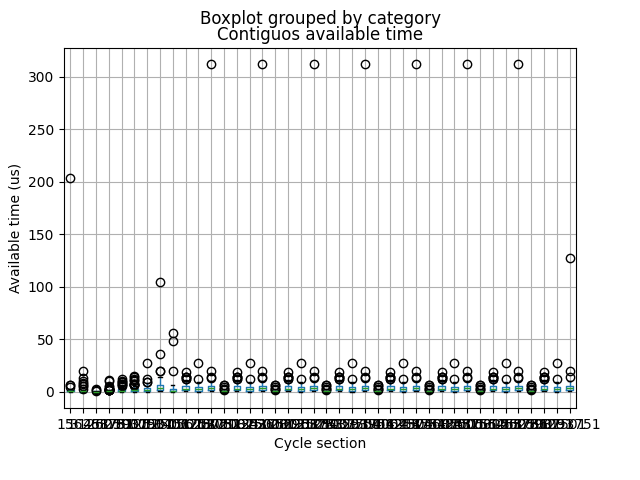 Boxplot grouped by category
Contiguos available time
300
250
200
150
100
50
0
Available time (us)
Cycle section